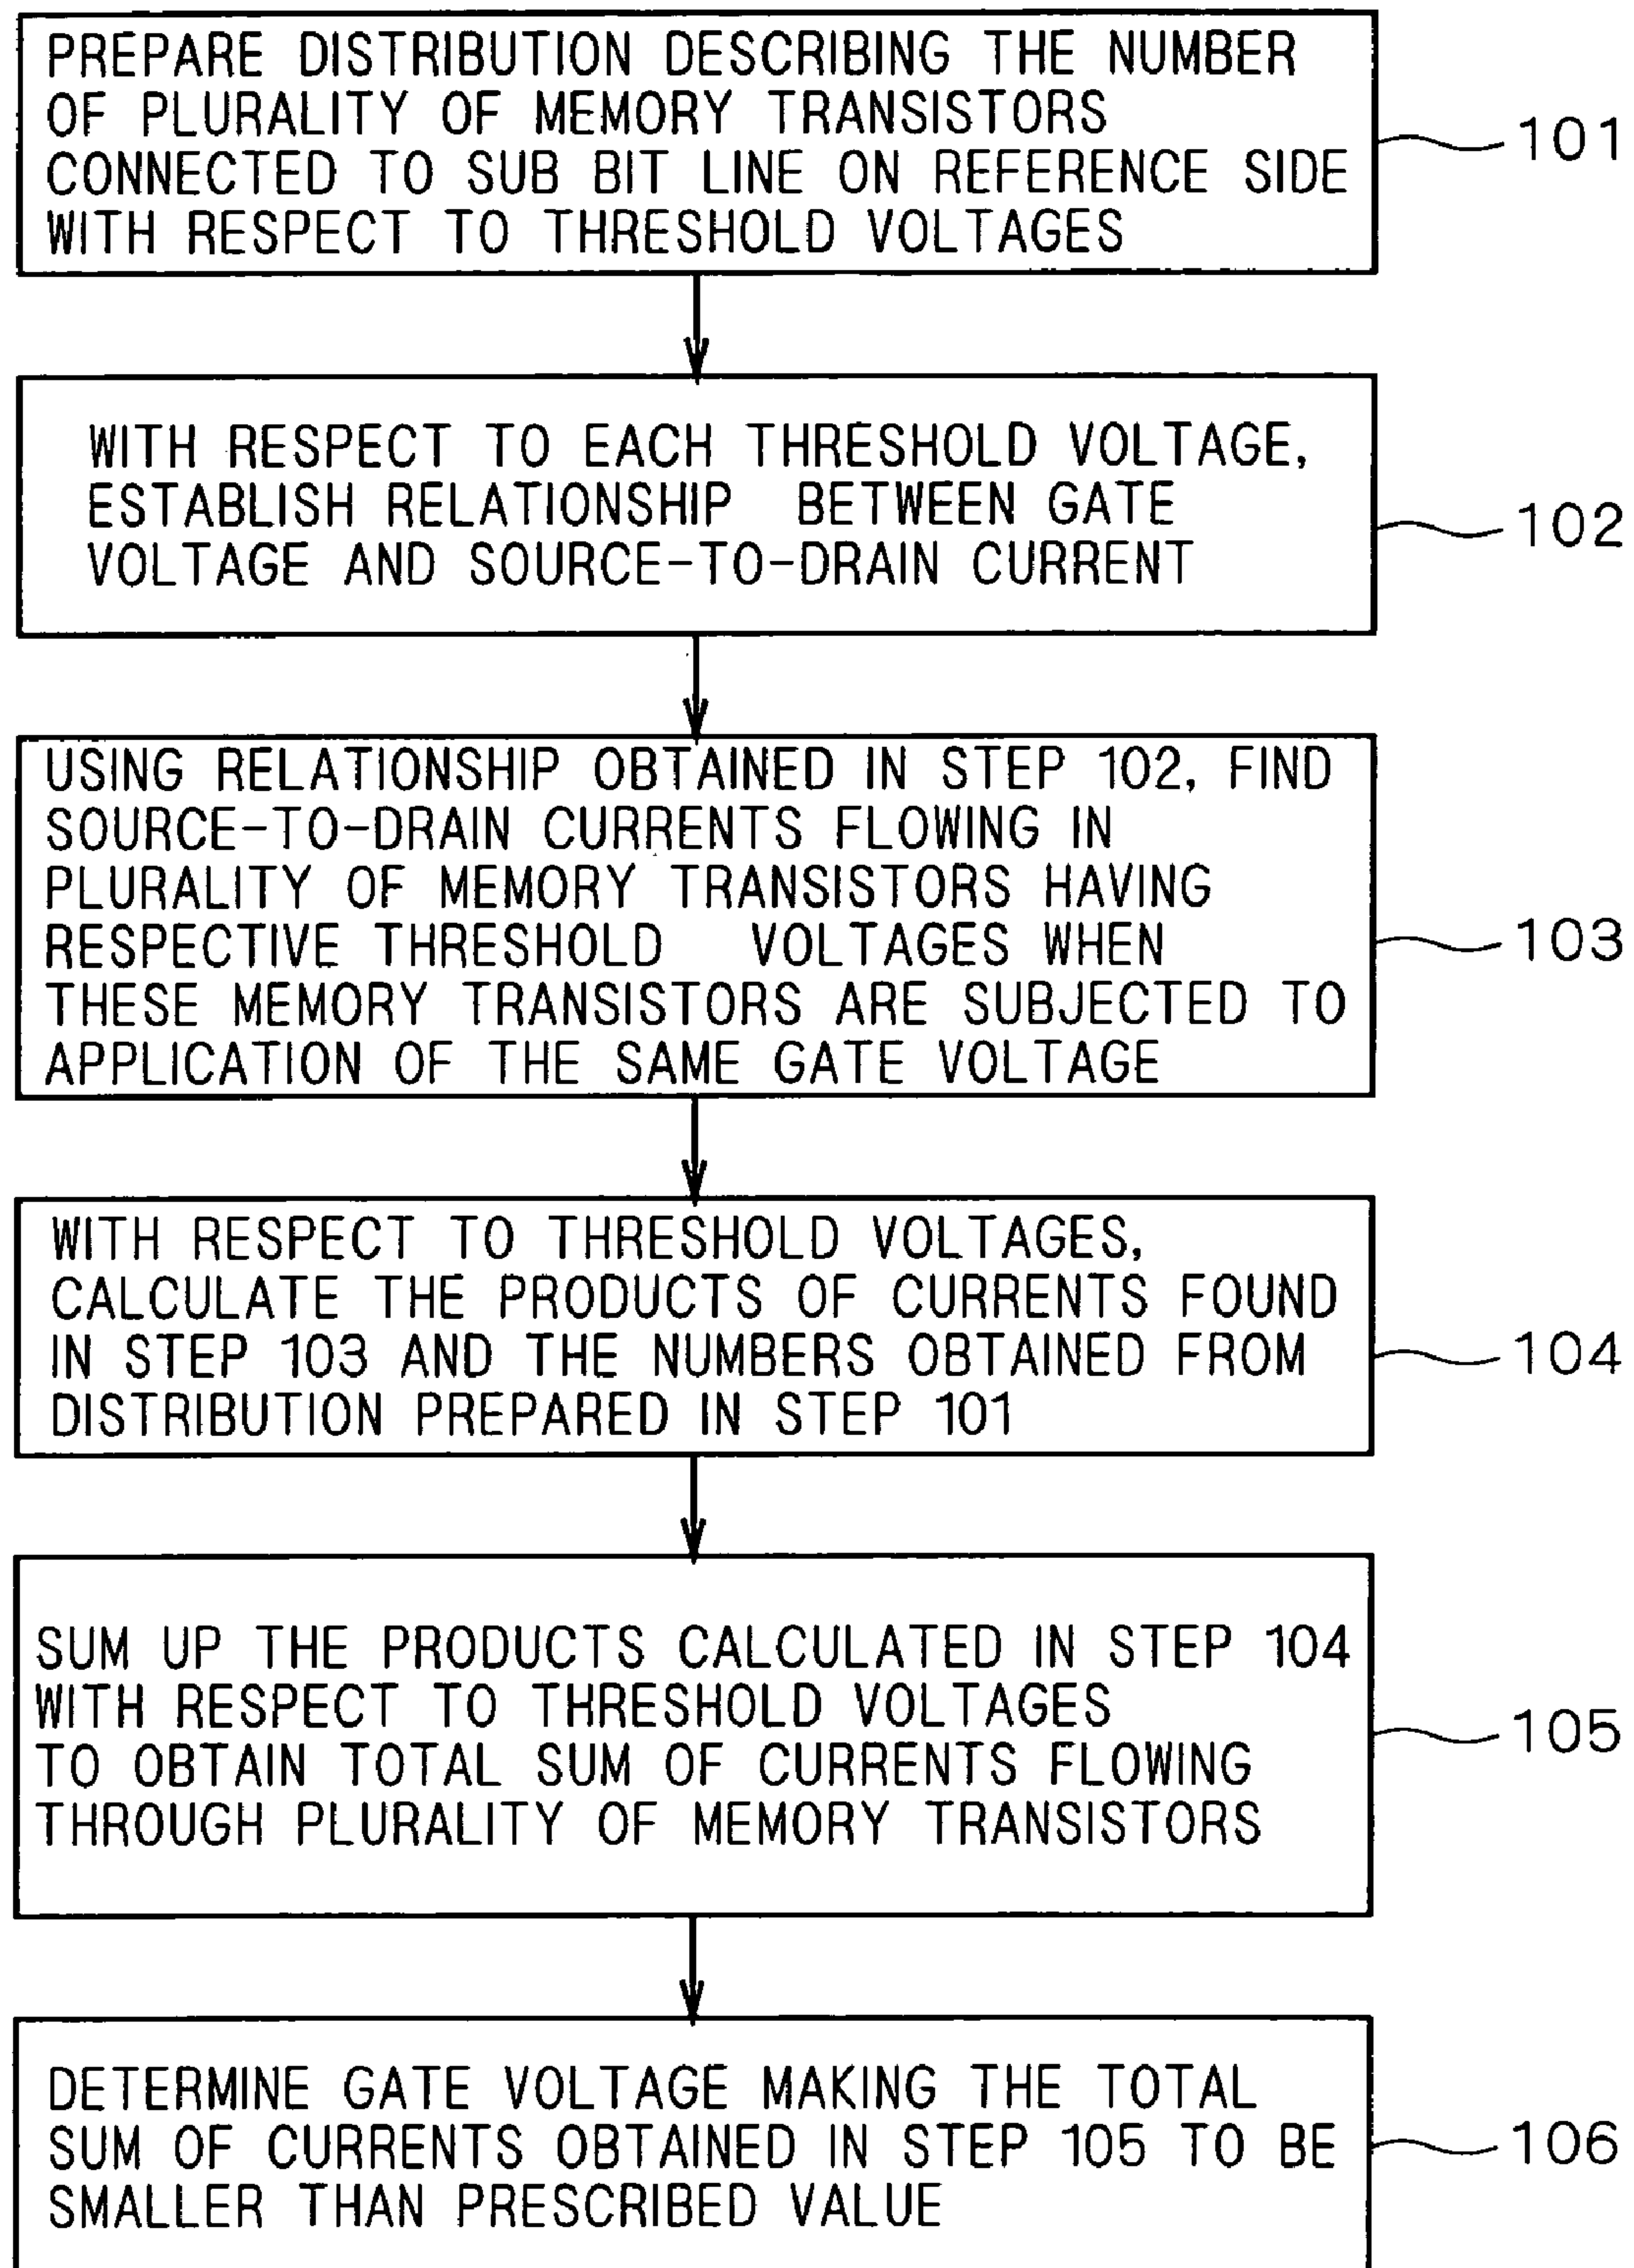 PREPARE DISTRIBUTION DESCRIBING THE NUMBER
OF PLURALITY OF MEMORY TRANSISTORS
CONNECTED TO SUB BIT LINE ON REFERENCE SIDE
WITH RESPECT TO THRESHOLD VOLTAGES
101
WITH RESPECT TO EACH THRESHOLD VOLTAGE,
ESTABLISH RELATIONSHIP BETWEEN GATE
VOLTAGE AND SOURCE-TO-DRAIN CURRENT
102
USING RELATIONSHIP OBTAINED IN STEP 102, FIND
SOURCE-TO-DRAIN CURRENTS FLOWING IN
PLURALITY OF MEMORY TRANSISTORS HAVING
RESPECTIVE THRESHOLD VOLTAGES WHEN
THESE MEMORY TRANSISTORS ARE SUBJECTED TO
APPLICATION OF THE SAME GATE VOLTAGE
103
WITH RESPECT TO THRESHOLD VOLTAGES,
CALCULATE THE PRODUCTS OF CURRENTS FOUND
IN STEP 103 AND THE NUMBERS OBTAINED FROM
DISTRIBUTION PREPARED IN STEP 101
104
SUM UP THE PRODUCTS CALCULATED IN STEP 104
WITH RESPECT TO THRESHOLD VOLTAGES
TO OBTAIN TOTAL SUM OF CURRENTS FLOWING
THROUGH PLURALITY OF MEMORY TRANSISTORS
105
DETERMINE GATE VOLTAGE MAKING THE TOTAL
SUM OF CURRENTS OBTAINED IN STEP 105 TO BE
SMALLER THAN PRESCRIBED VALUE
106